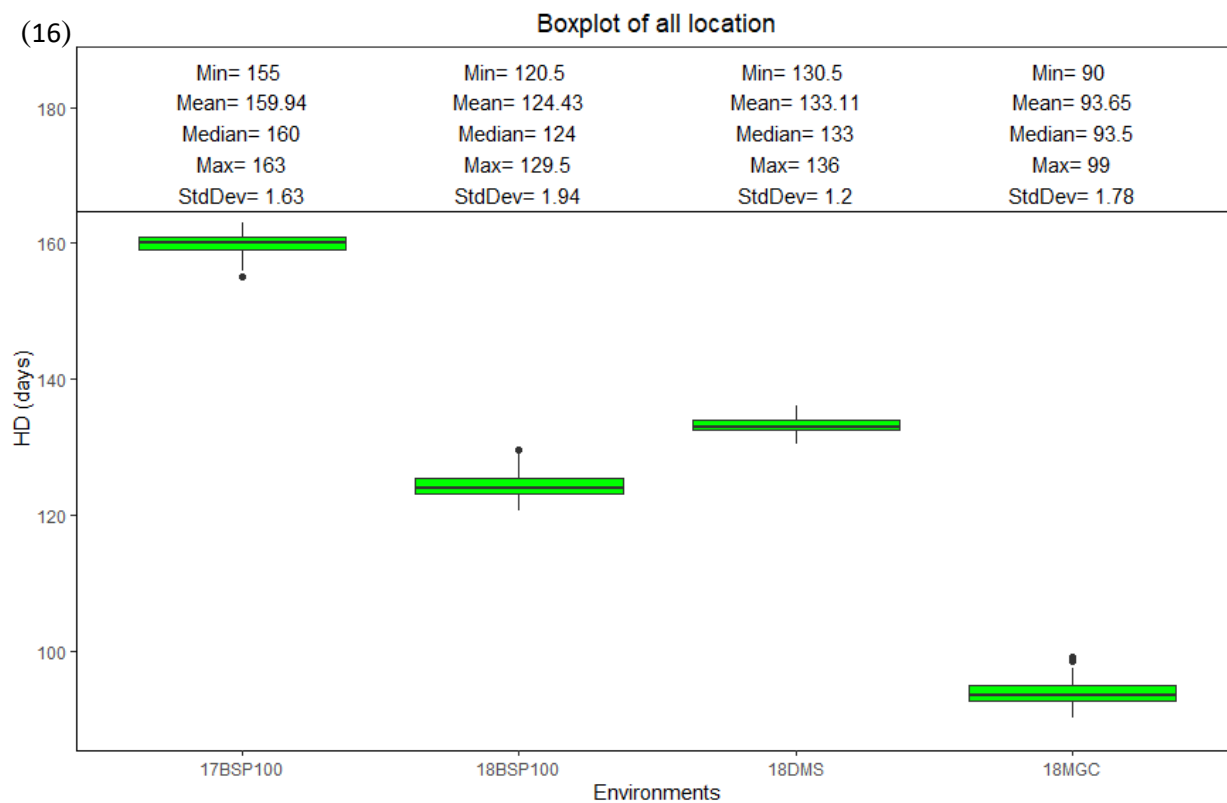 (16)
Boxplot of all location
Min= 155
Mean= 159.94
Median= 160
Max= 163
StdDev= 1.63
Min= 120.5
Mean= 124.43
Median= 124
Max= 129.5
StdDev= 1.94
Min= 130.5
Mean= 133.11
Median= 133
Max= 136
StdDev= 1.2
Min= 90
Mean= 93.65
Median= 93.5
Max= 99
StdDev= 1.78
HD (days)
180
160
140
120
100
17BSP100
18BSP100
18DMS
18MGC
Environments